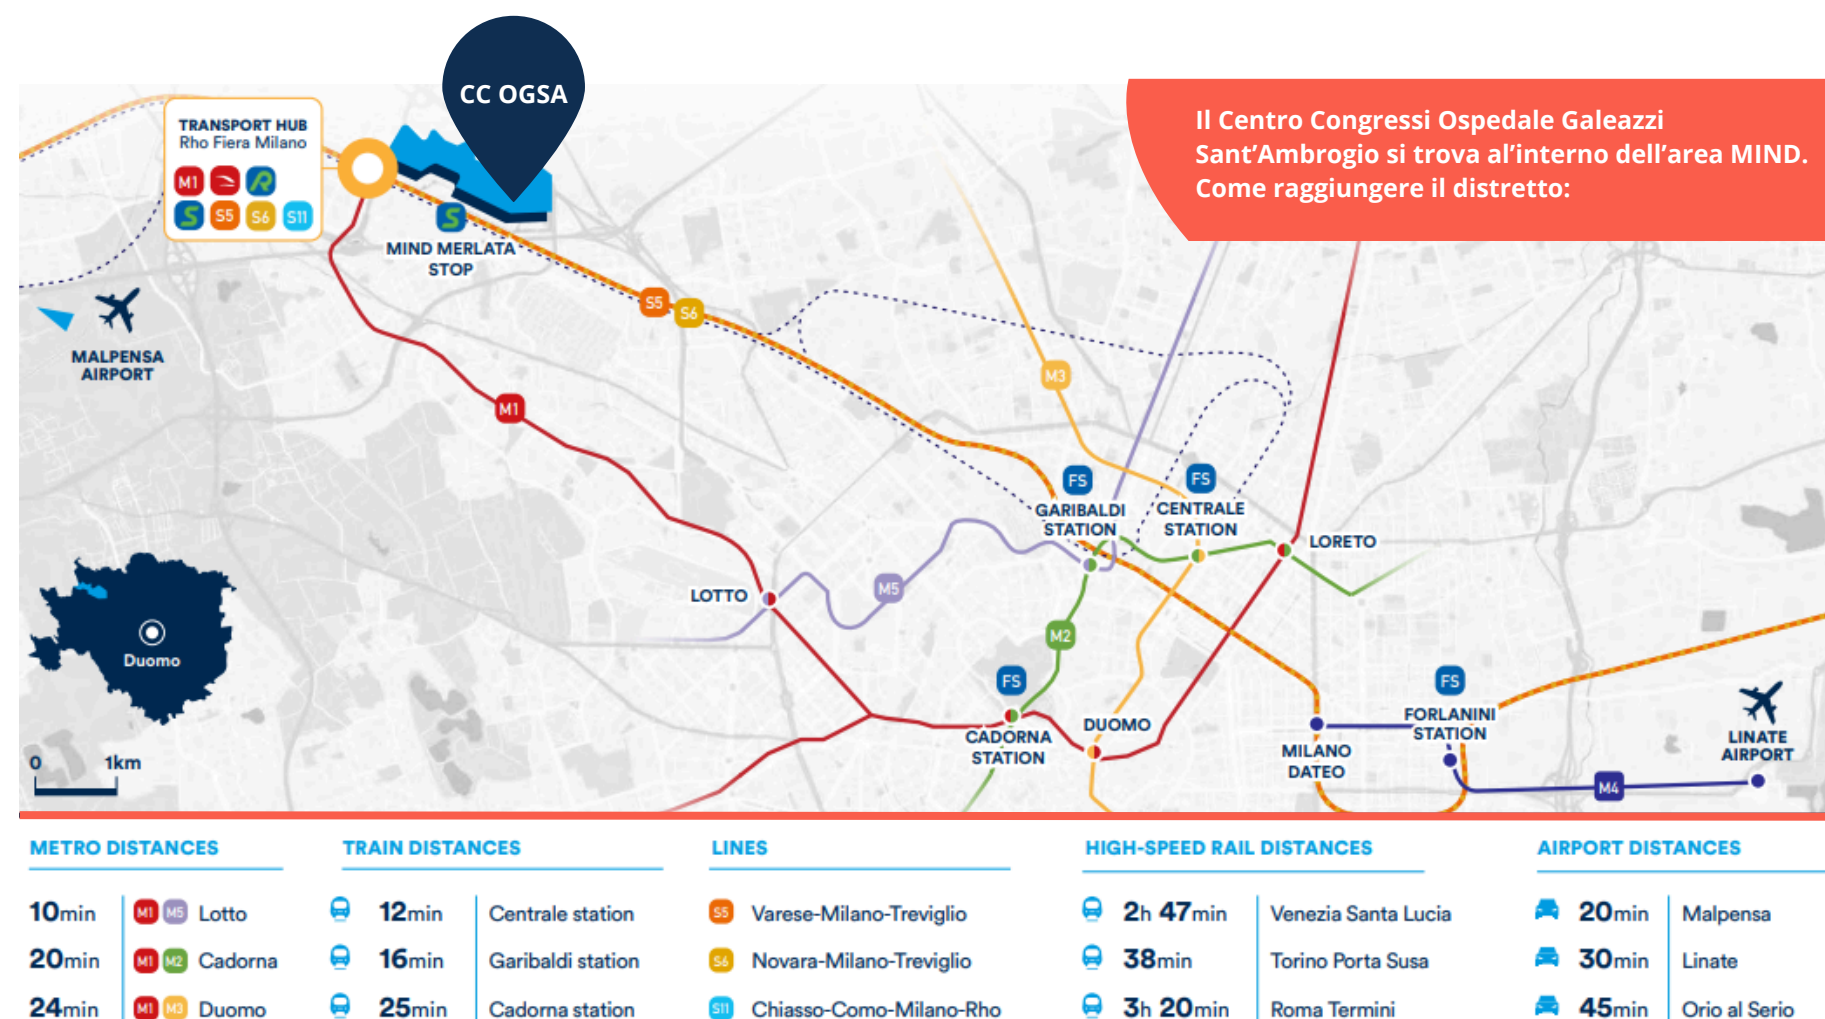 CC OGSA
Il Centro Congressi Ospedale Galeazzi
Sant'Ambrogio si trova al'interno dell'area MIND.
Come raggiungere il distretto:
TRANSPORT HUB
Rho Fiera Milano
M1
R
S S5 S6 S11
S
MIND MERLATA
STOP
S5
S6
MALPENSA
AIRPORT
M3
M1
FS
GARIBALDI
STATION
FS
CENTRALE
STATION
LORETO
LOTTO
M5
M2
Duomo
FS
CADORNA
STATION
DUOMO
MILANO
DATEO
FS
FORLANINI
STATION
LINATE
AIRPORT
M4
0 1km
METRO DISTANCES
10min M1 M5 Lotto
20min M1 M2 Cadorna
24min M1 M3 Duomo
TRAIN DISTANCES
12min Centrale station
16min Garibaldi station
25min Cadorna station
LINES
S5 Varese-Milano-Treviglio
S6 Novara-Milano-Treviglio
S11 Chiasso-Como-Milano-Rho
HIGH-SPEED RAIL DISTANCES
2h 47min Venezia Santa Lucia
38min Torino Porta Susa
3h 20min Roma Termini
AIRPORT DISTANCES
20min Malpensa
30min Linate
45min Orio al Serio